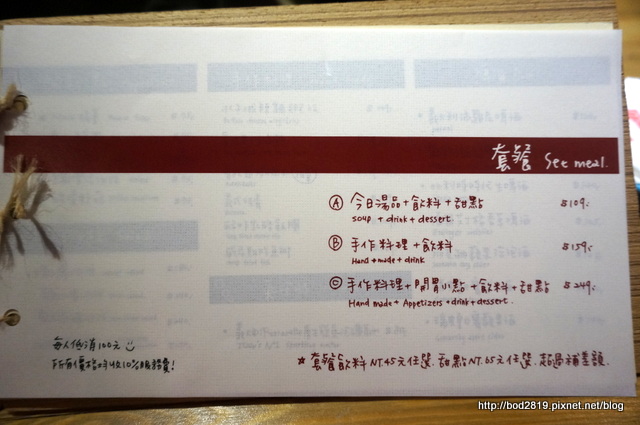 套餐 See meal.
Ⓐ 今日湯品+飲料+甜點 $109.
soup + drink + dessert
Ⓑ 手作料理+飲料 $159.
Hand made + drink
Ⓒ 手作料理+開胃小點+飲料+甜點 $249.
Hand made + Appetizers + drink + dessert.
每人低消100元
所有價格時收10%服務費!
* 套餐飲料NT.45元任選. 甜點NT.65元任選. 超過補差額.
http://bod2819.pixnet.net/blog